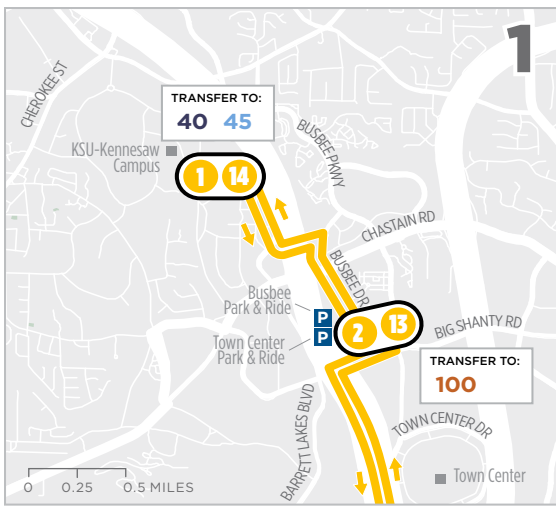 1
CHEROKEE ST
TRANSFER TO:
40 45
KSU-Kennesaw
Campus
1 14
BUSBEE PKWY
CHASTAIN RD
BUSBEE DR
Busbee
Park & Ride
P
Town Center
Park & Ride
P
2 13
BIG SHANTY RD
TRANSFER TO:
100
BARRETT LAKES BLVD
TOWN CENTER DR
Town Center
0 0.25 0.5 MILES